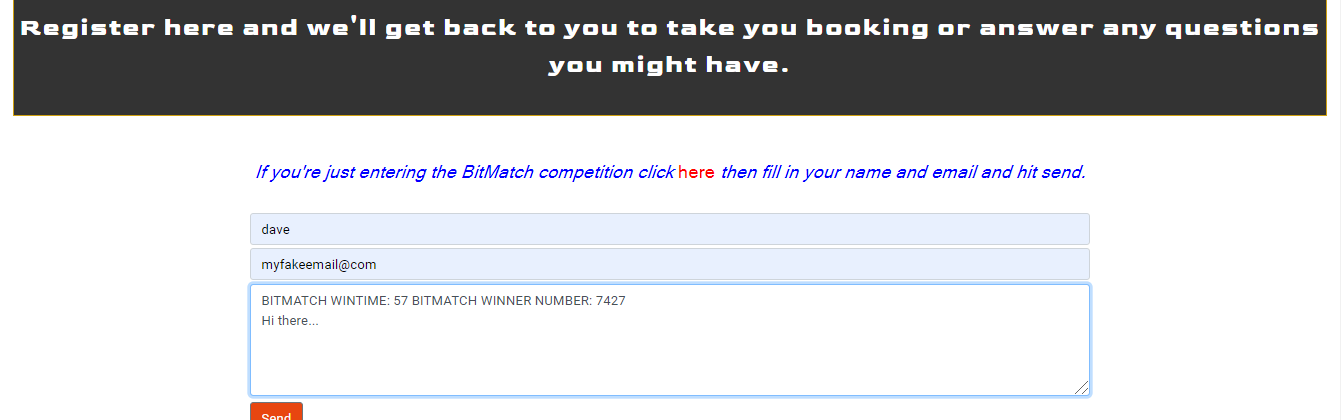 Register here and we'll get back to you to take you booking or answer any questions
you might have.
If you're just entering the BitMatch competition click here then fill in your name and email and hit send.
dave
myfakeemail@com
BITMATCH WINTIME: 57 BITMATCH WINNER NUMBER: 7427
Hi there...
Send